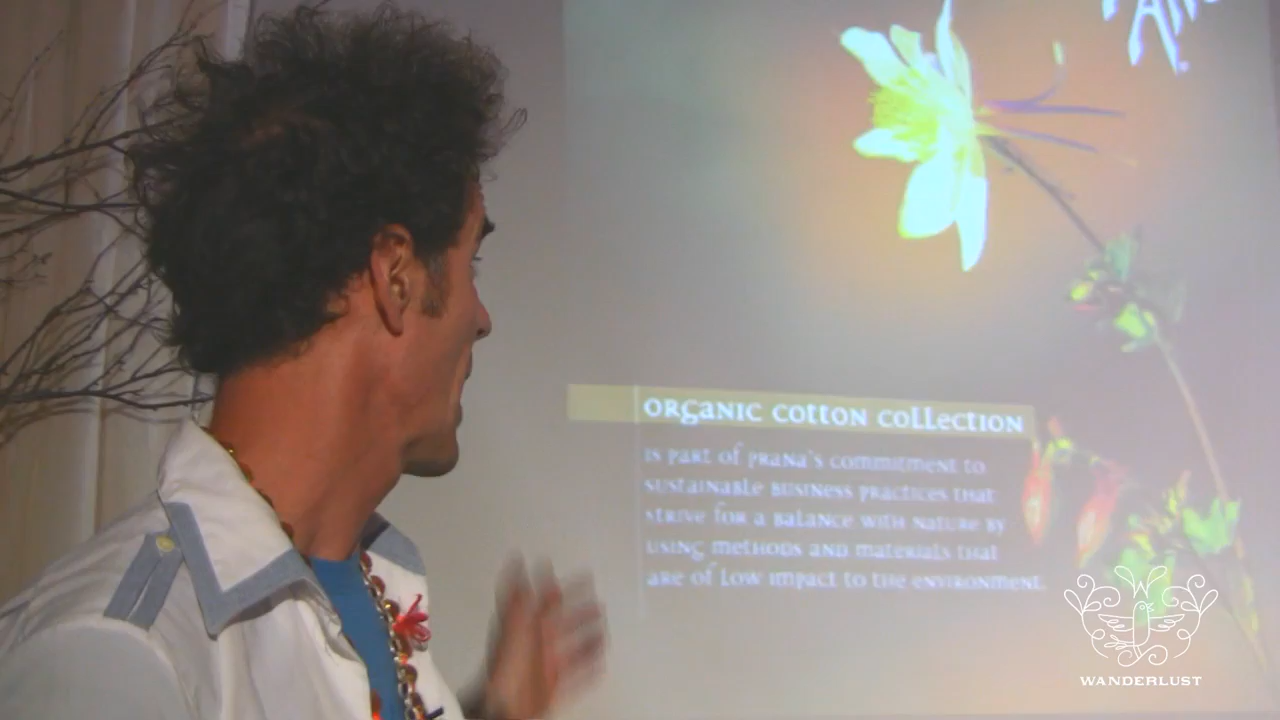 organic cotton collection
is part of prana's commitment to
sustainable business practices that
strive for a balance with nature by
using methods and materials that
are of low impact to the environment.
WANDERLUST